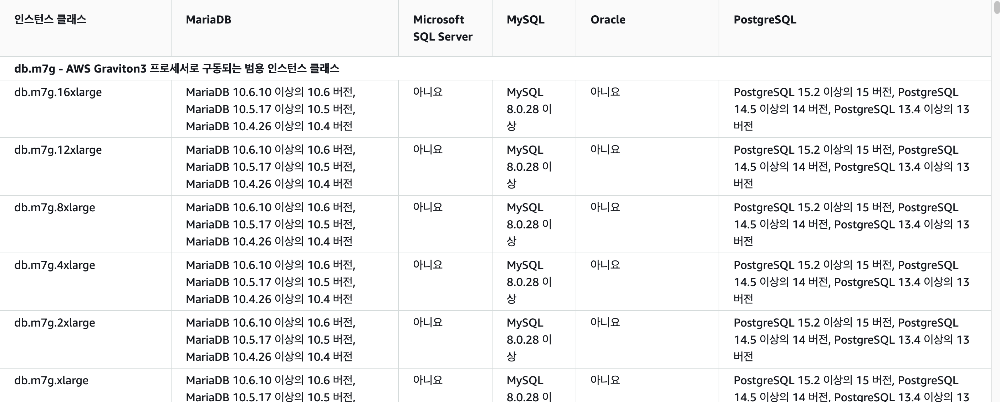 인스턴스 클래스
MariaDB
Microsoft
SQL Server
MySQL
Oracle
PostgreSQL
db.m7g - AWS Graviton3 프로세서로 구동되는 범용 인스턴스 클래스
db.m7g.16xlarge
MariaDB 10.6.10 이상의 10.6 버전,
MariaDB 10.5.17 이상의 10.5 버전,
MariaDB 10.4.26 이상의 10.4 버전
아니요
MySQL
8.0.28 이
상
아니요
PostgreSQL 15.2 이상의 15 버전, PostgreSQL
14.5 이상의 14 버전, PostgreSQL 13.4 이상의 13
버전
db.m7g.12xlarge
MariaDB 10.6.10 이상의 10.6 버전,
MariaDB 10.5.17 이상의 10.5 버전,
MariaDB 10.4.26 이상의 10.4 버전
아니요
MySQL
8.0.28 이
상
아니요
PostgreSQL 15.2 이상의 15 버전, PostgreSQL
14.5 이상의 14 버전, PostgreSQL 13.4 이상의 13
버전
db.m7g.8xlarge
MariaDB 10.6.10 이상의 10.6 버전,
MariaDB 10.5.17 이상의 10.5 버전,
MariaDB 10.4.26 이상의 10.4 버전
아니요
MySQL
8.0.28 이
상
아니요
PostgreSQL 15.2 이상의 15 버전, PostgreSQL
14.5 이상의 14 버전, PostgreSQL 13.4 이상의 13
버전
db.m7g.4xlarge
MariaDB 10.6.10 이상의 10.6 버전,
MariaDB 10.5.17 이상의 10.5 버전,
MariaDB 10.4.26 이상의 10.4 버전
아니요
MySQL
8.0.28 이
상
아니요
PostgreSQL 15.2 이상의 15 버전, PostgreSQL
14.5 이상의 14 버전, PostgreSQL 13.4 이상의 13
버전
db.m7g.2xlarge
MariaDB 10.6.10 이상의 10.6 버전,
MariaDB 10.5.17 이상의 10.5 버전,
MariaDB 10.4.26 이상의 10.4 버전
아니요
MySQL
8.0.28 이
상
아니요
PostgreSQL 15.2 이상의 15 버전, PostgreSQL
14.5 이상의 14 버전, PostgreSQL 13.4 이상의 13
버전
db.m7g.xlarge
MariaDB 10.6.10 이상의 10.6 버전,
MariaDB 10.5.17 이상의 10.5 버전,
아니요
MySQL
8.0.28 이
아니요
PostgreSQL 15.2 이상의 15 버전, PostgreSQL
14.5 이상의 14 버전, PostgreSQL 13.4 이상의 13